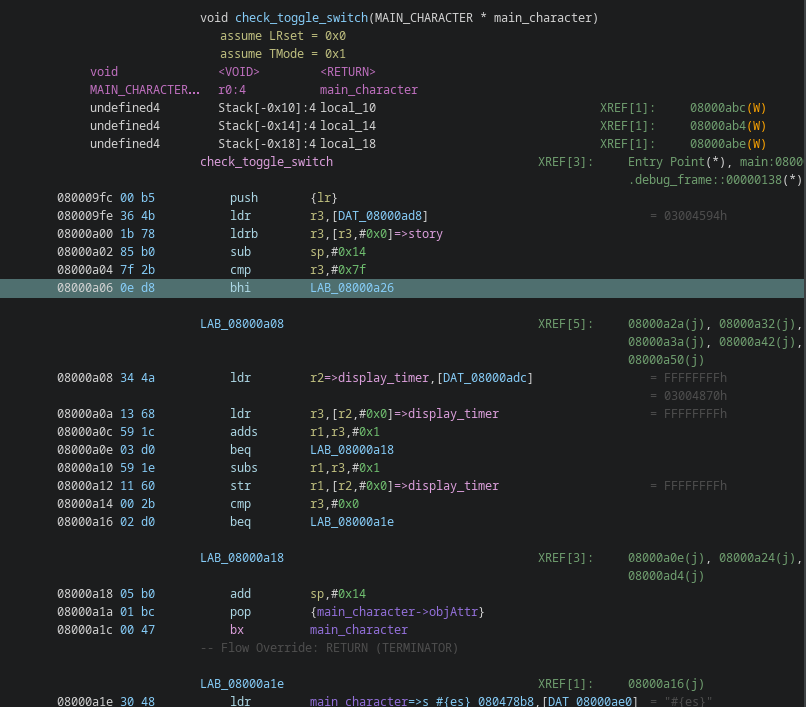 void check_toggle_switch(MAIN_CHARACTER * main_character)
assume LRset = 0x0
assume TMode = 0x1
void <VOID> <RETURN>
MAIN_CHARACTER... r0:4 main_character
undefined4 Stack[-0x10]:4 local_10 XREF[1]: 08000abc(W)
undefined4 Stack[-0x14]:4 local_14 XREF[1]: 08000ab4(W)
undefined4 Stack[-0x18]:4 local_18 XREF[1]: 08000abe(W)
check_toggle_switch XREF[3]: Entry Point(*), main:0800
.debug_frame::00000138(*)
080009fc 00 b5 push {lr}
080009fe 36 4b ldr r3,[DAT_08000ad8] = 03004594h
08000a00 1b 78 ldrb r3,[r3,#0x0]=>story
08000a02 85 b0 sub sp,#0x14
08000a04 7f 2b cmp r3,#0x7f
08000a06 0e d8 bhi LAB_08000a26
LAB_08000a08 XREF[5]: 08000a2a(j), 08000a32(j),
08000a3a(j), 08000a42(j),
08000a50(j)
08000a08 34 4a ldr r2=>display_timer,[DAT_08000adc] = FFFFFFFFh
= 03004870h
08000a0a 13 68 ldr r3,[r2,#0x0]=>display_timer = FFFFFFFFh
08000a0c 59 1c adds r1,r3,#0x1
08000a0e 03 d0 beq LAB_08000a18
08000a10 59 1e subs r1,r3,#0x1
08000a12 11 60 str r1,[r2,#0x0]=>display_timer = FFFFFFFFh
08000a14 00 2b cmp r3,#0x0
08000a16 02 d0 beq LAB_08000a1e
LAB_08000a18 XREF[3]: 08000a0e(j), 08000a24(j),
08000ad4(j)
08000a18 05 b0 add sp,#0x14
08000a1a 01 bc pop {main_character->objAttr}
08000a1c 00 47 bx main_character
-- Flow Override: RETURN (TERMINATOR)
LAB_08000a1e XREF[1]: 08000a16(j)
08000a1e 30 48 ldr main_character=>s_#{es}_080478b8,[DAT_08000ae0] = "#{es}"